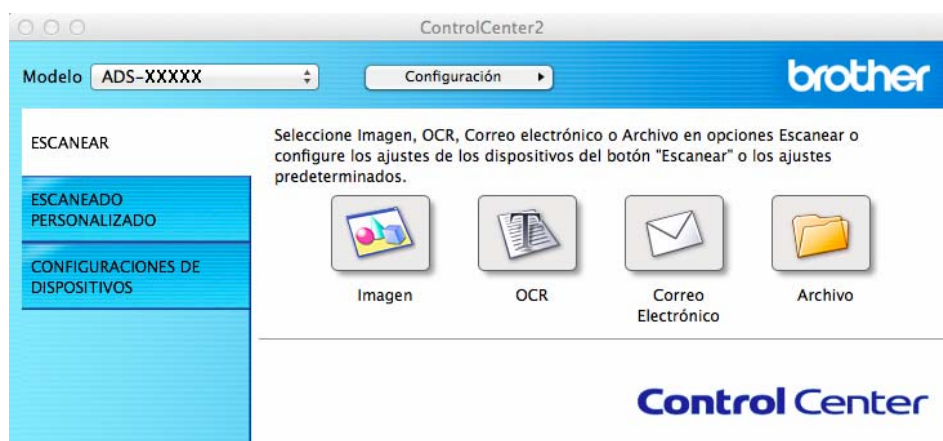 ControlCenter2
Modelo ADS-XXXXX Configuración brother
ESCANEAR
Seleccione Imagen, OCR, Correo electrónico o Archivo en opciones Escanear o
configure los ajustes de los dispositivos del botón "Escanear" o los ajustes
predeterminados.
ESCANEADO
PERSONALIZADO
CONFIGURACIONES DE
DISPOSITIVOS
Imagen OCR Correo
Electrónico Archivo
Control Center